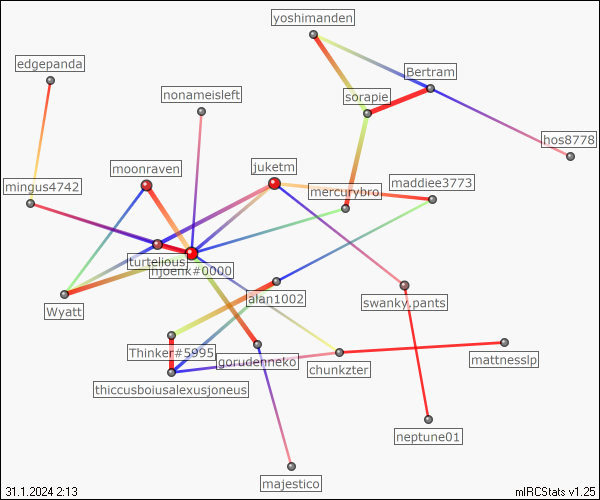 yoshimanden
edgepanda
Bertram
nonameisleft
sorapie
hos8778
moonraven
juketm
mingus4742
mercurybro
maddiee3773
turtelious
hjoenk#0000
alan1002
swanky.pants
Wyatt
Thinker#5995
gorudenneko
mattnesslp
chunkzter
thiccusboiusalexusjoneus
neptune01
majestico
31.1.2024 2:13
mIRCStats v1.25